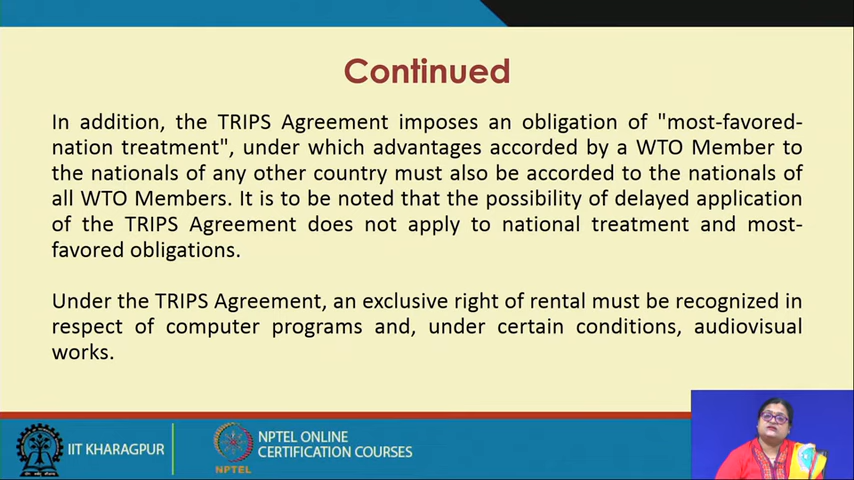 Continued
In addition, the TRIPS Agreement imposes an obligation of "most-favored-
nation treatment", under which advantages accorded by a WTO Member to
the nationals of any other country must also be accorded to the nationals of
all WTO Members. It is to be noted that the possibility of delayed application
of the TRIPS Agreement does not apply to national treatment and most-
favored obligations.
Under the TRIPS Agreement, an exclusive right of rental must be recognized in
respect of computer programs and, under certain conditions, audiovisual
works.
IIT KHARAGPUR
NPTEL
NPTEL ONLINE
CERTIFICATION COURSES